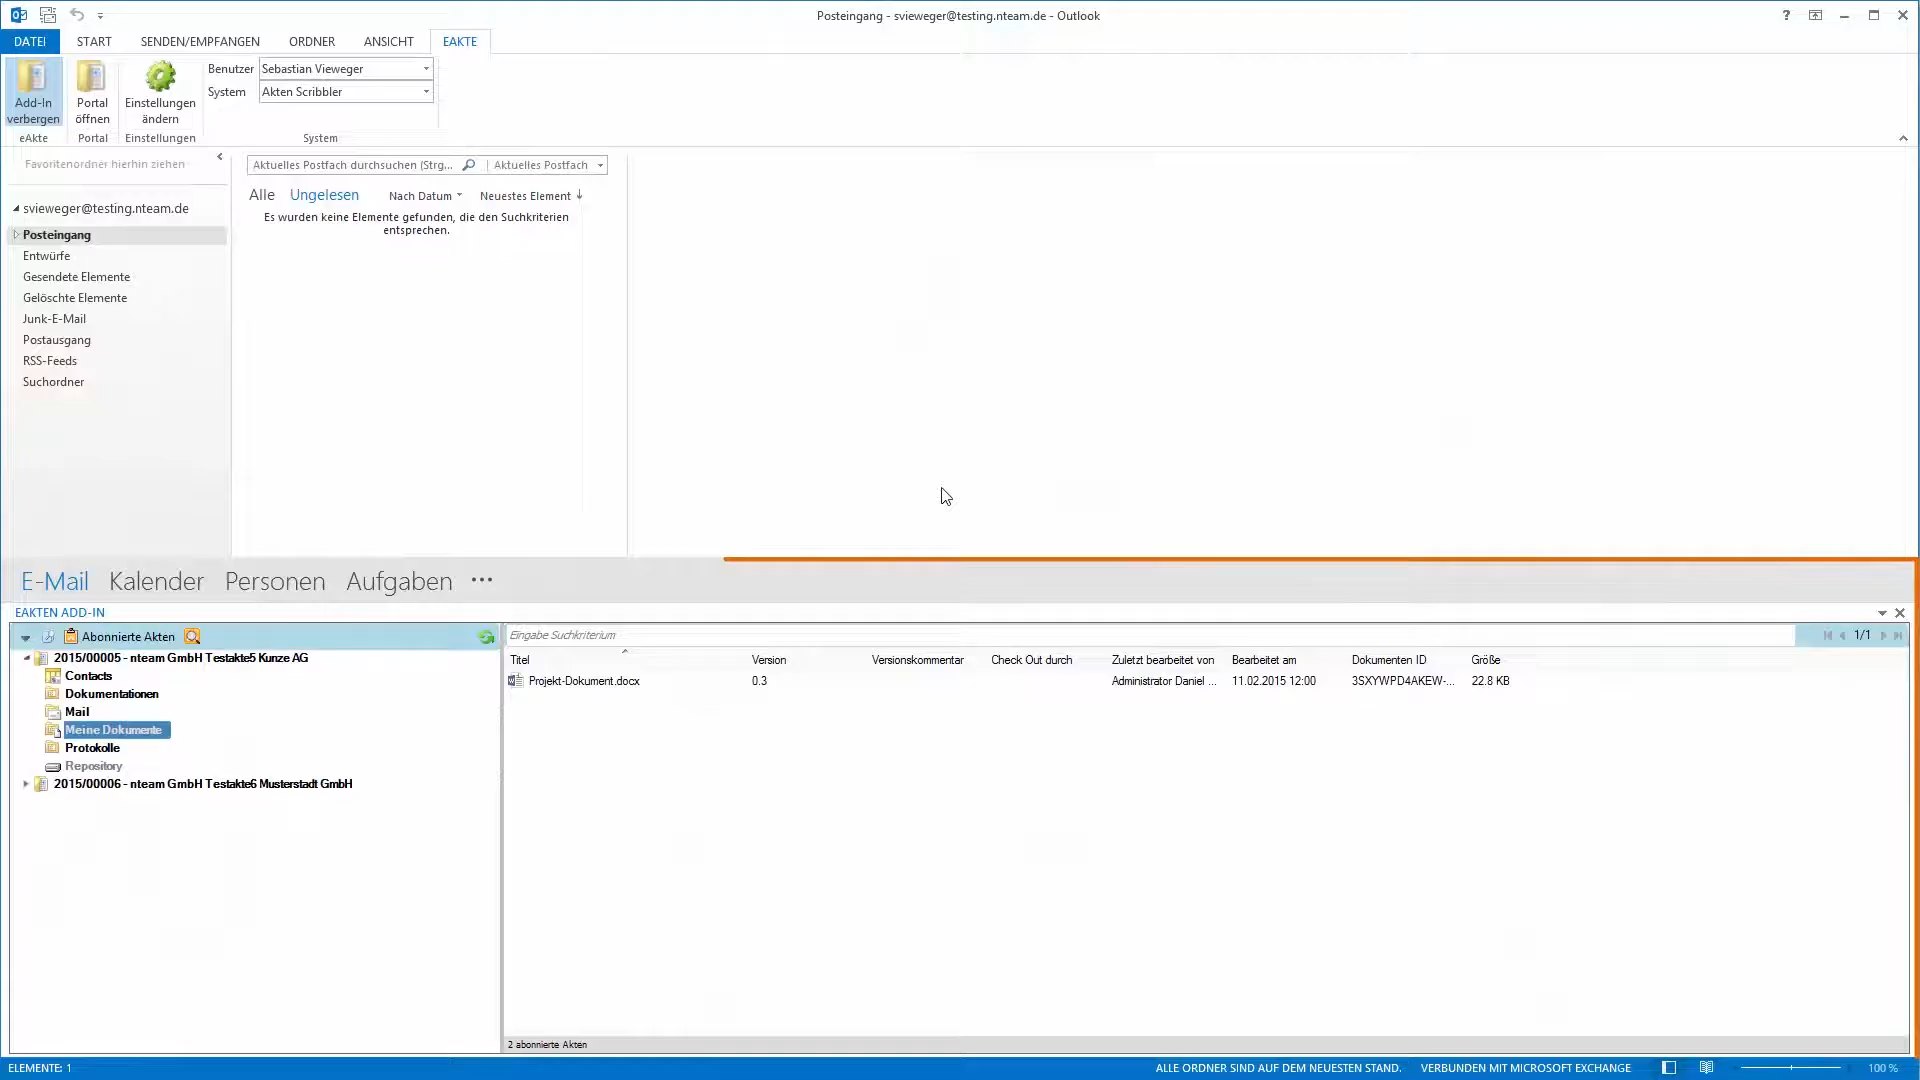 Posteingang - svieweger@testing.nteam.de - Outlook
DATEI START SENDEN/EMPFANGEN ORDNER ANSICHT EAKTE
Add-In verbergen
Portal öffnen
Einstellungen ändern
Benutzer Sebastian Vieweger
System Akten Scribbler
eAkte Portal Einstellungen System
Favoritenordner hierhin ziehen
Aktuelles Postfach durchsuchen (Strg... Aktuelles Postfach
Alle Ungelesen Nach Datum Neuestes Element
Es wurden keine Elemente gefunden, die den Suchkriterien
entsprechen.
svieweger@testing.nteam.de
Posteingang
Entwürfe
Gesendete Elemente
Gelöschte Elemente
Junk-E-Mail
Postausgang
RSS-Feeds
Suchordner
E-Mail Kalender Personen Aufgaben ···
EAKTEN ADD-IN
Abonnierte Akten
2015/00005 - nteam GmbH Testakte5 Kunze AG
Contacts
Dokumentationen
Mail
Meine Dokumente
Protokolle
Repository
2015/00006 - nteam GmbH Testakte6 Musterstadt GmbH
Eingabe Suchkriterium 1/1
Titel Version Versionskommentar Check Out durch Zuletzt bearbeitet von Bearbeitet am Dokumenten ID Größe
Projekt-Dokument.docx 0.3 Administrator Daniel ... 11.02.2015 12:00 3SXYWPD4AKEW-... 22.8 KB
2 abonnierte Akten
ELEMENTE: 1 ALLE ORDNER SIND AUF DEM NEUESTEN STAND. VERBUNDEN MIT MICROSOFT EXCHANGE 100 %